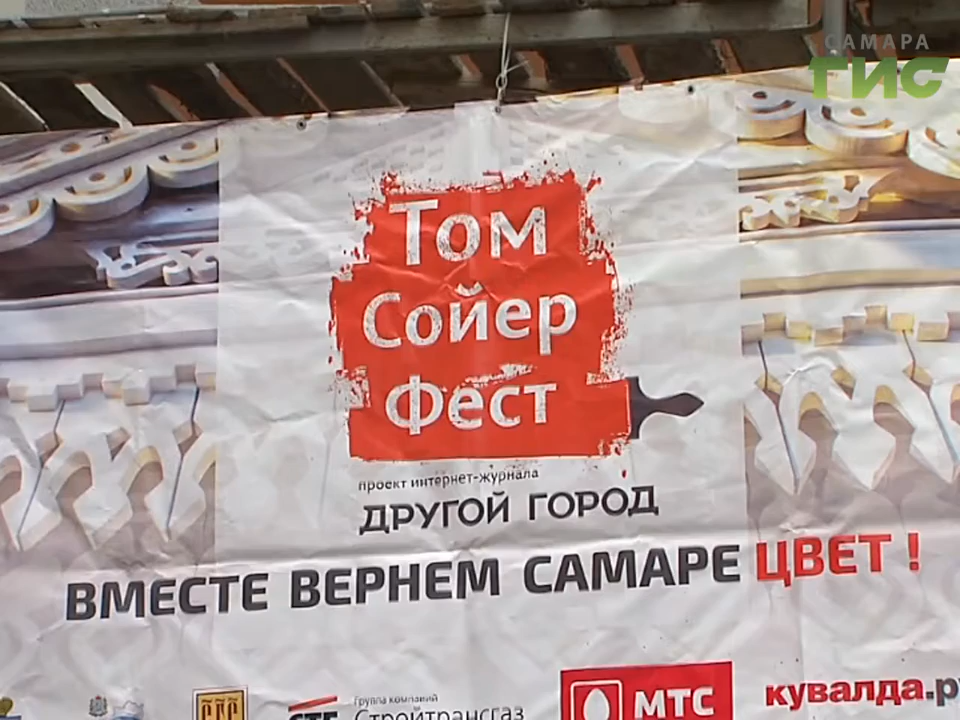 САМАРА
ГИС
Том
Сойер
Фест
проект интернет-журнала
ДРУГОЙ ГОРОД
ВМЕСТЕ ВЕРНЕМ САМАРЕ ЦВЕТ !
Группа компаний
Стройтрансгаз
МТС
кувалда.ру